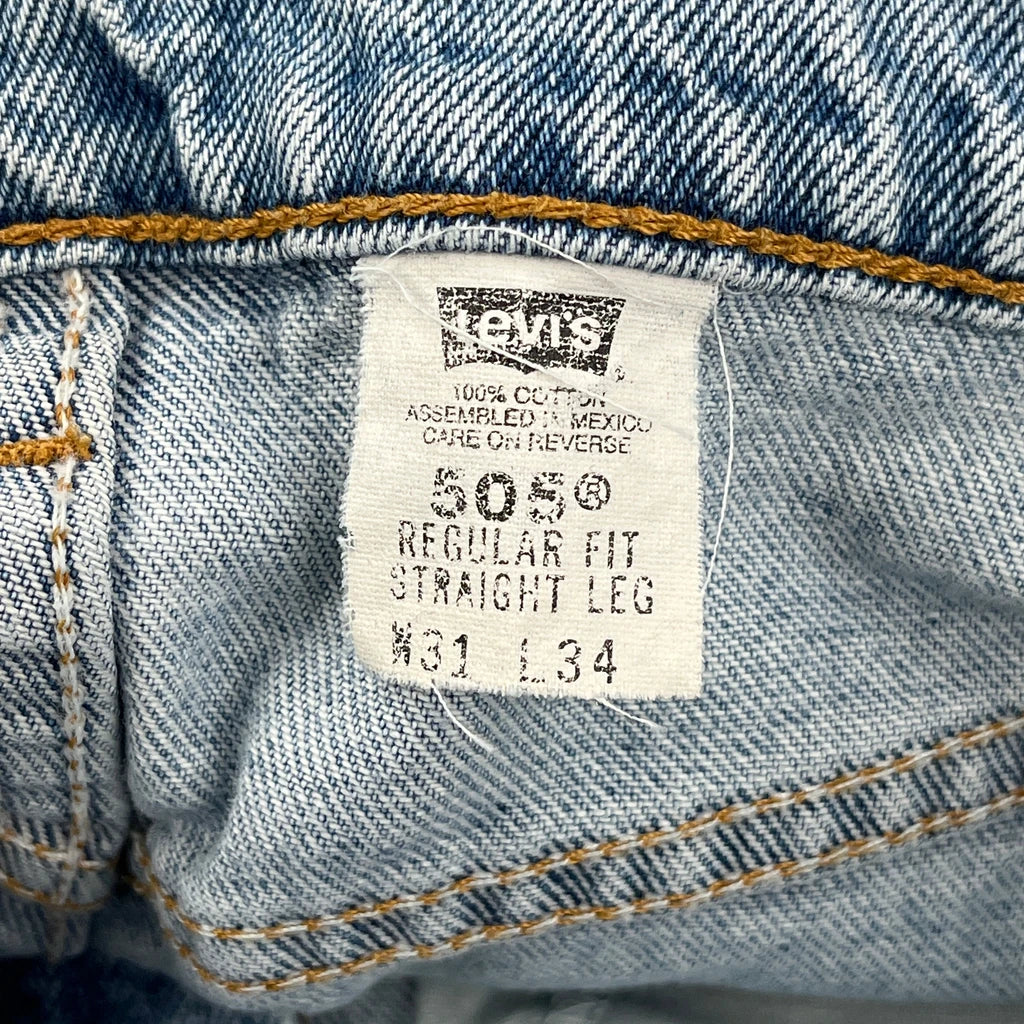 Levi's
®
100% COTTON
ASSEMBLED IN MEXICO
CARE ON REVERSE
505®
REGULAR FIT
STRAIGHT LEG
W31 L34